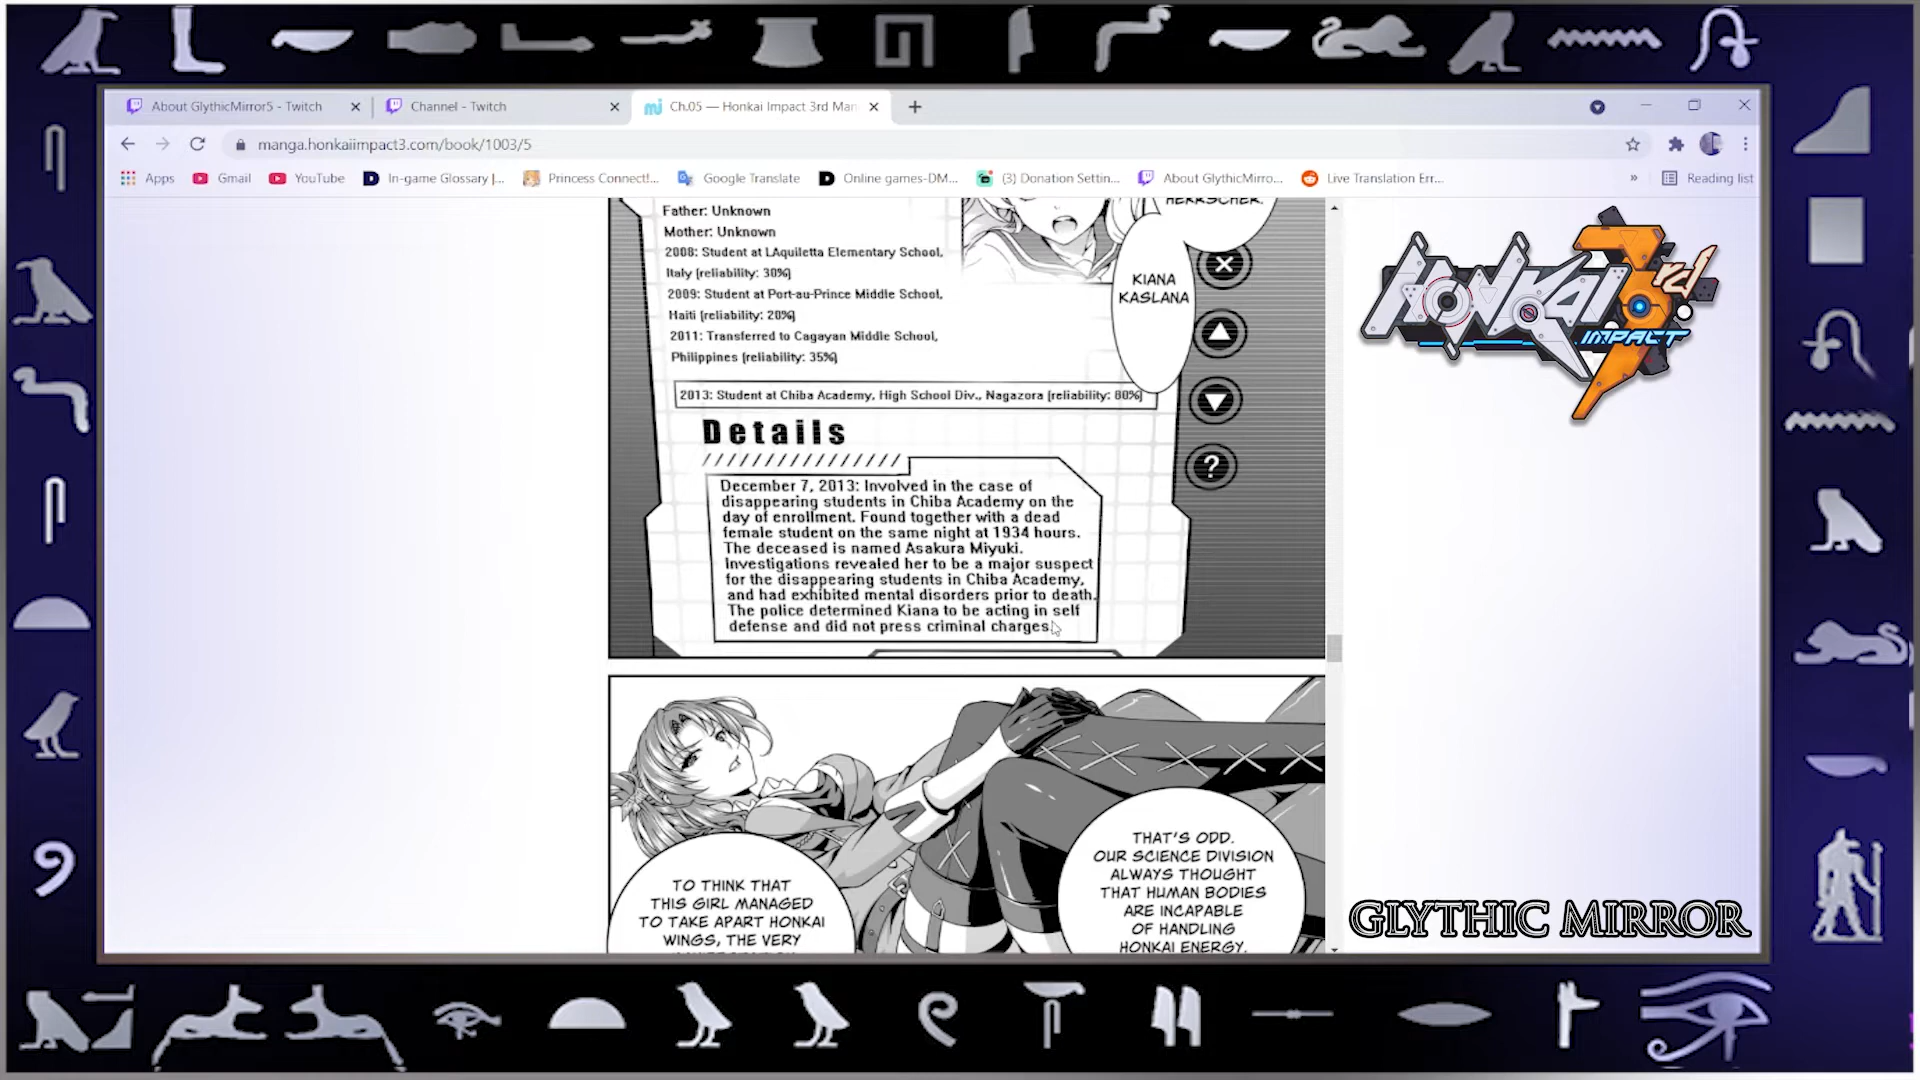 About GlythicMirror5 - Twitch
Channel - Twitch
Ch.05 — Honkai Impact 3rd Man
manga.honkaiimpact3.com/book/1003/5
Apps
Gmail
YouTube
In-game Glossary |...
Princess Connect!...
Google Translate
Online games-DM...
(3) Donation Settin...
About GlythicMirro...
Live Translation Err...
»
Reading list
HERRSCHER.
KIANA
KASLANA
Father: Unknown
Mother: Unknown
2008: Student at LAquiletta Elementary School,
Italy (reliability: 30%)
2009: Student at Port-au-Prince Middle School,
Haiti (reliability: 20%)
2011: Transferred to Cagayan Middle School,
Philippines (reliability: 35%)
2013: Student at Chiba Academy, High School Div., Nagazora (reliability: 80%)
Details
?
December 7, 2013: Involved in the case of
disappearing students in Chiba Academy on the
day of enrollment. Found together with a dead
female student on the same night at 1934 hours.
The deceased is named Asakura Miyuki.
Investigations revealed her to be a major suspect
for the disappearing students in Chiba Academy,
and had exhibited mental disorders prior to death.
The police determined Kiana to be acting in self
defense and did not press criminal charges.
TO THINK THAT
THIS GIRL MANAGED
TO TAKE APART HONKAI
WINGS, THE VERY
THAT'S ODD.
OUR SCIENCE DIVISION
ALWAYS THOUGHT
THAT HUMAN BODIES
ARE INCAPABLE
OF HANDLING
HONKAI ENERGY.
HONKAI 3rd
IMPACT
GLYTHIC MIRROR